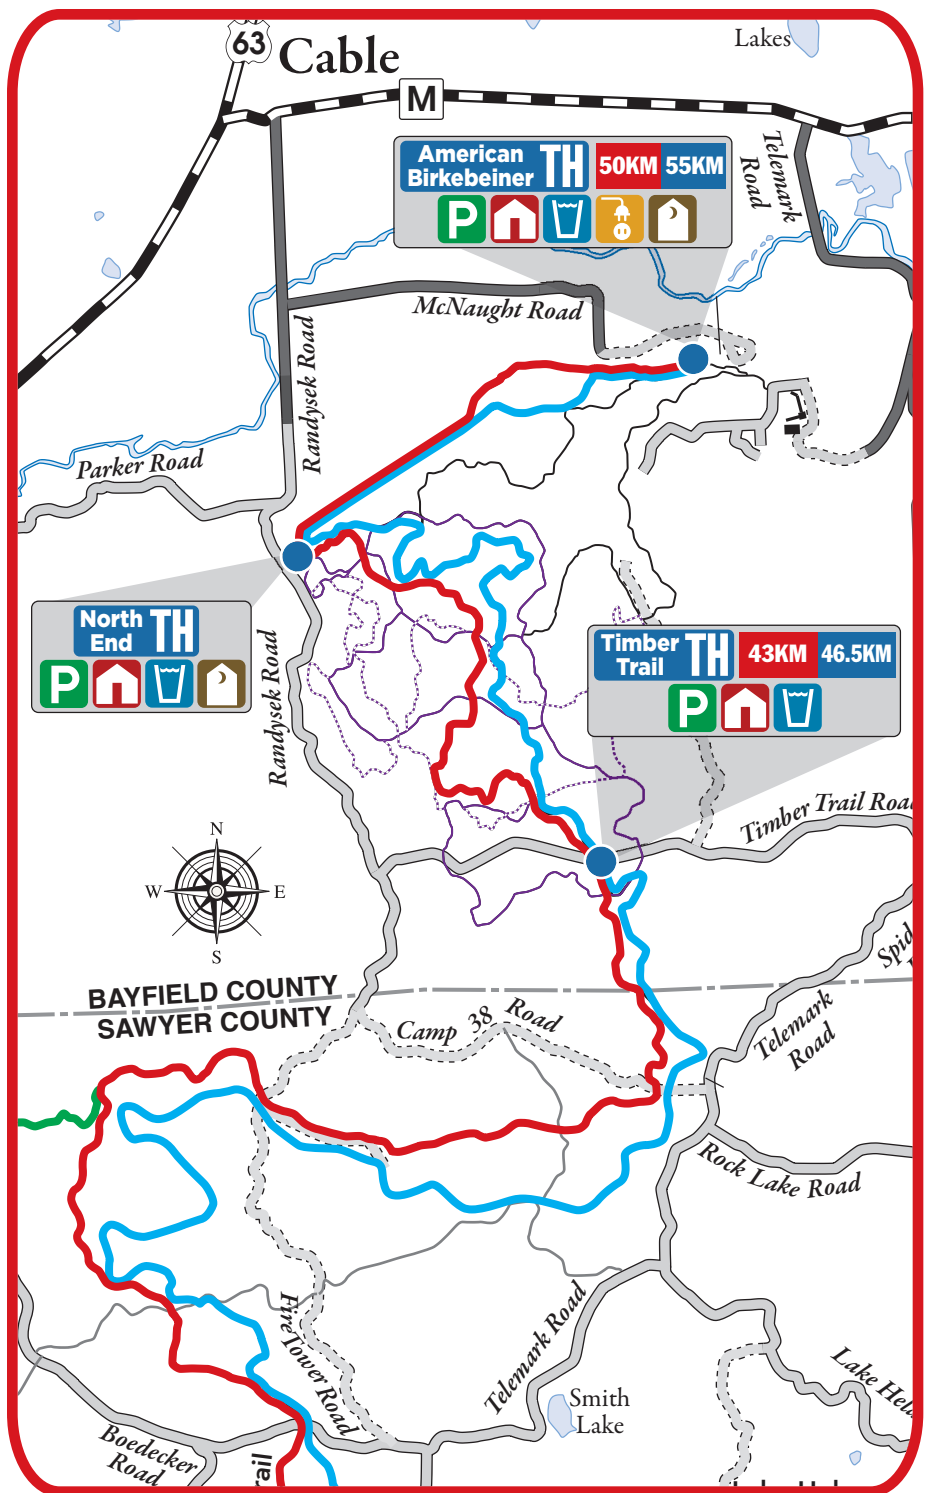 63
Cable
Lakes
M
American
Birkebeiner
TH
50KM
55KM
P
Telemark
Road
McNaught Road
Randysek Road
Parker Road
North
End
TH
P
Timber
Trail
TH
43KM
46.5KM
P
Randysek Road
Timber Trail Road
N
W
E
S
BAYFIELD COUNTY
SAWYER COUNTY
Camp 38 Road
Telemark
Road
Rock Lake Road
Fire Tower Road
Telemark Road
Smith
Lake
Boedecker
Road